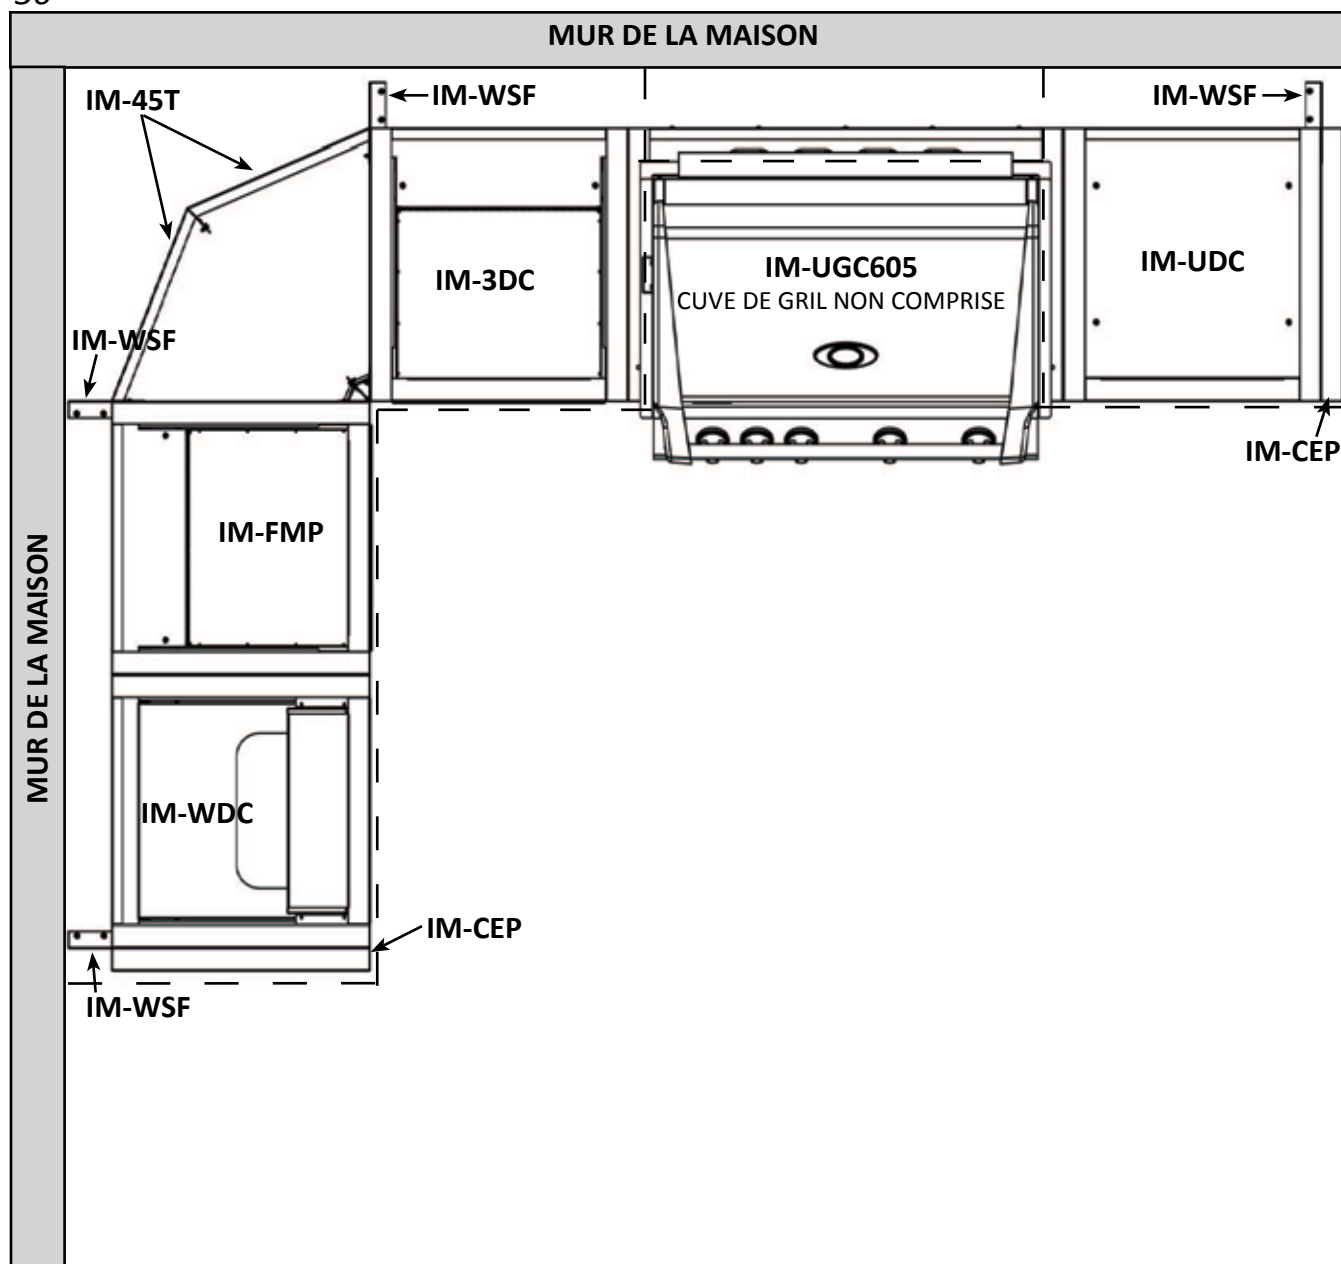 MUR DE LA MAISON
IM-45T
IM-WSF
IM-WSF
IM-3DC
IM-UGC605
CUVE DE GRIL NON COMPRISE
IM-UDC
IM-WSF
IM-CEP
IM-FMP
MUR DE LA MAISON
IM-WDC
IM-CEP
IM-WSF